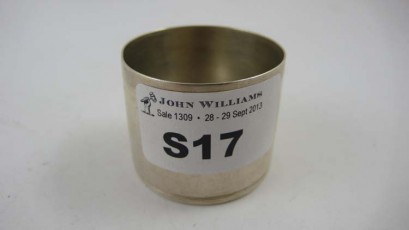 JOHN WILLIAMS
Sale 1309 • 28 - 29 Sept 2013
S17